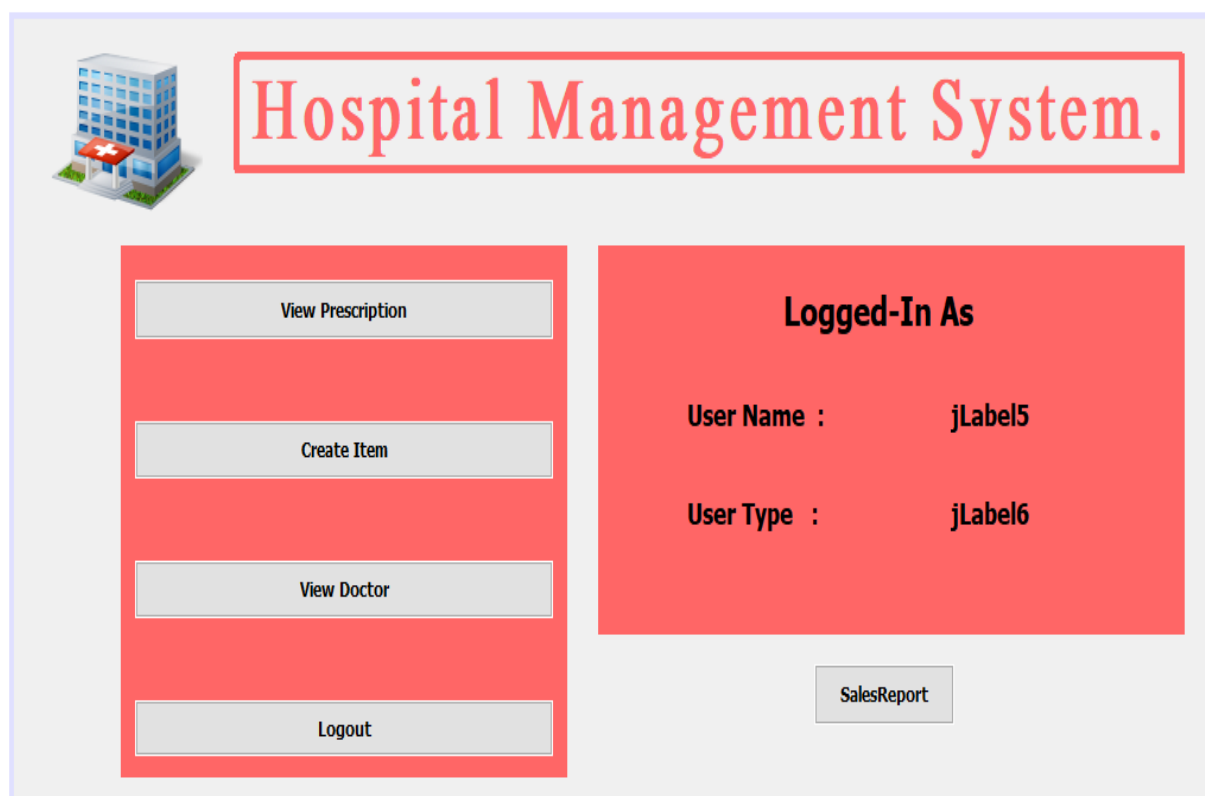 Hospital Management System.
View Prescription
Create Item
View Doctor
Logout
Logged-In As
User Name : jLabel5
User Type : jLabel6
SalesReport